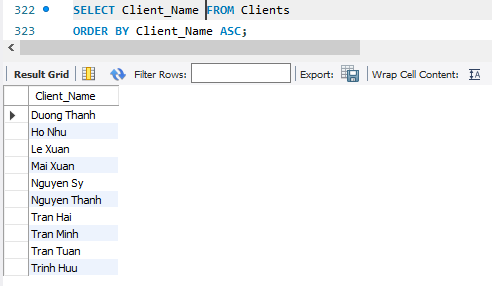 322 SELECT Client_Name FROM Clients
323 ORDER BY Client_Name ASC;
Result Grid Filter Rows: Export: Wrap Cell Content: IA
Client_Name
Duong Thanh
Ho Nhu
Le Xuan
Mai Xuan
Nguyen Sy
Nguyen Thanh
Tran Hai
Tran Minh
Tran Tuan
Trinh Huu